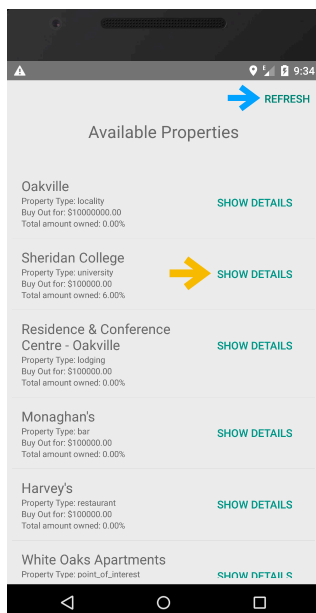 9:34
REFRESH
Available Properties
Oakville
Property Type: locality
Buy Out for: $10000000.00
Total amount owned: 0.00%
SHOW DETAILS
Sheridan College
Property Type: university
Buy Out for: $100000.00
Total amount owned: 6.00%
SHOW DETAILS
Residence & Conference
Centre - Oakville
Property Type: lodging
Buy Out for: $100000.00
Total amount owned: 0.00%
SHOW DETAILS
Monaghan's
Property Type: bar
Buy Out for: $100000.00
Total amount owned: 0.00%
SHOW DETAILS
Harvey's
Property Type: restaurant
Buy Out for: $100000.00
Total amount owned: 0.00%
SHOW DETAILS
White Oaks Apartments
Property Type: point_of_interest
SHOW DETAILS